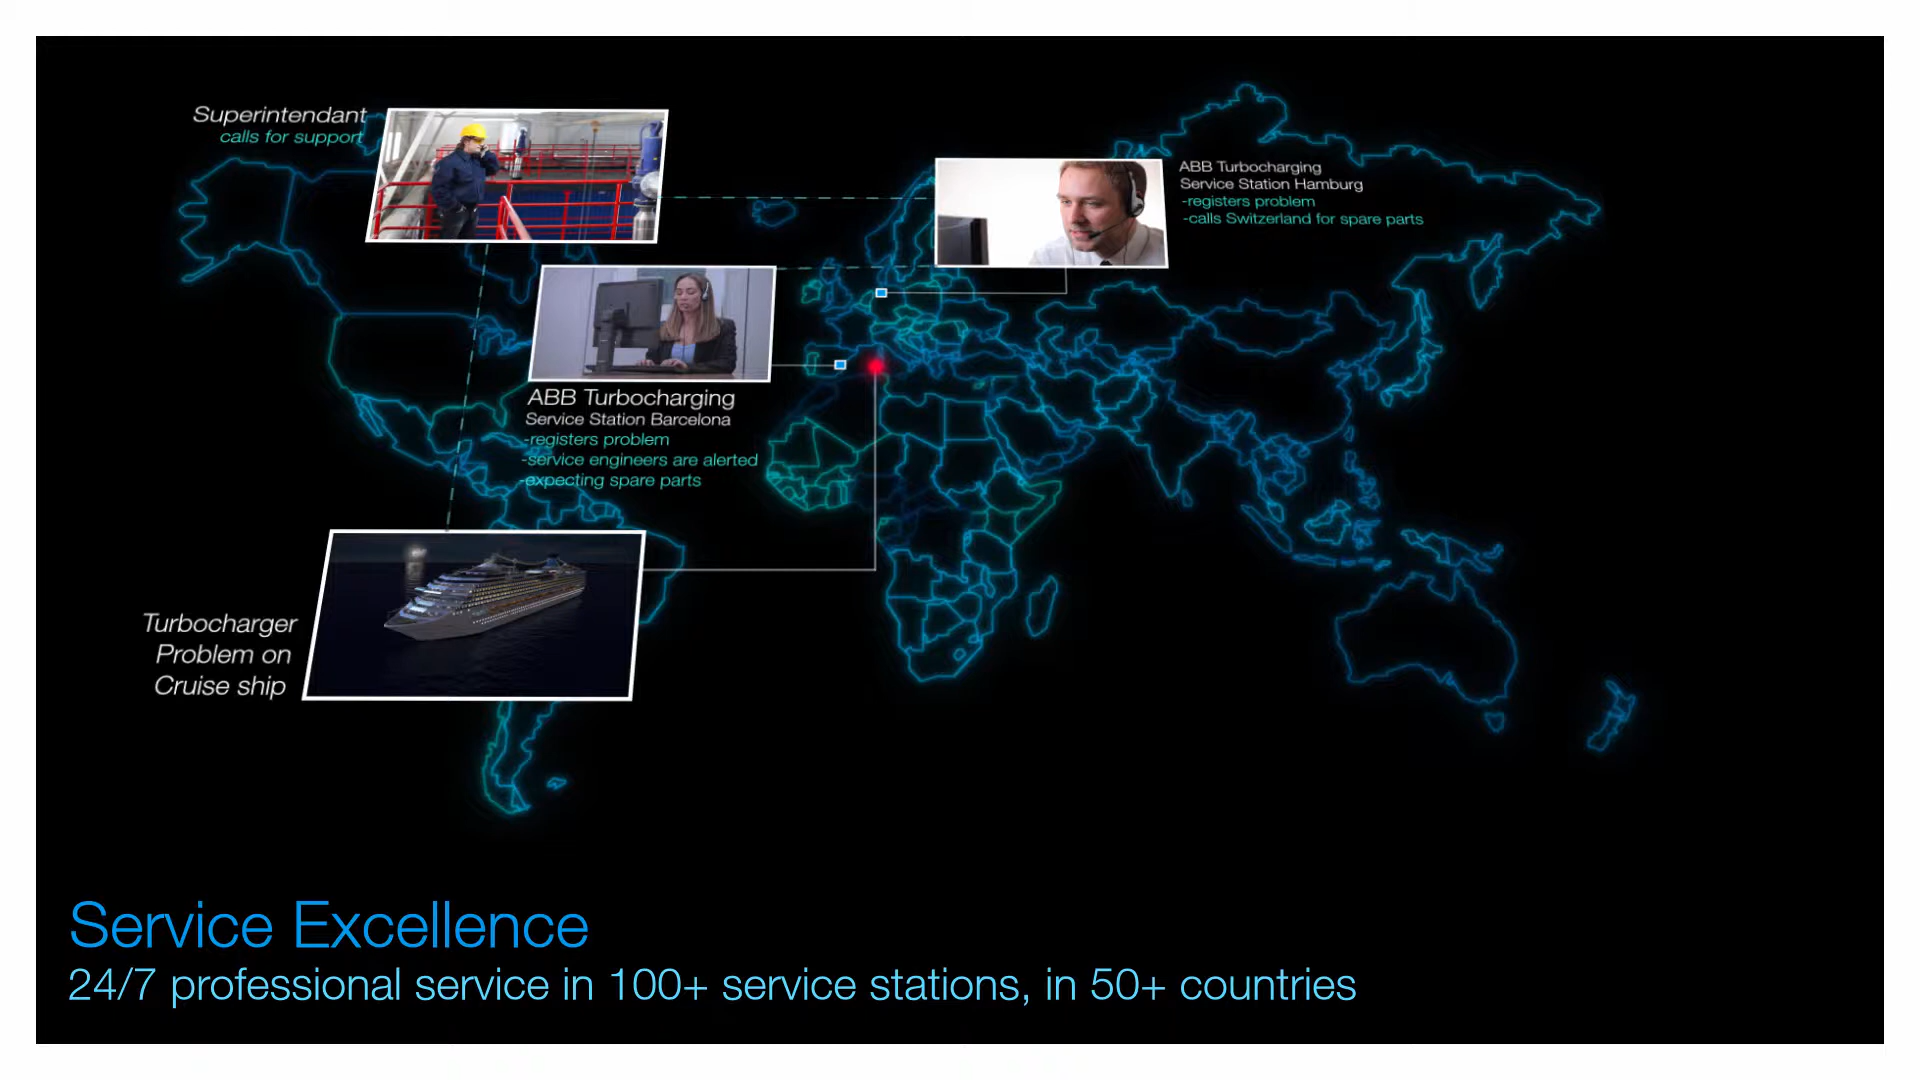 Superintendant
calls for support
ABB Turbocharging
Service Station Hamburg
-registers problem
-calls Switzerland for spare parts
ABB Turbocharging
Service Station Barcelona
-registers problem
-service engineers are alerted
-expecting spare parts
Turbocharger
Problem on
Cruise ship
Service Excellence
24/7 professional service in 100+ service stations, in 50+ countries